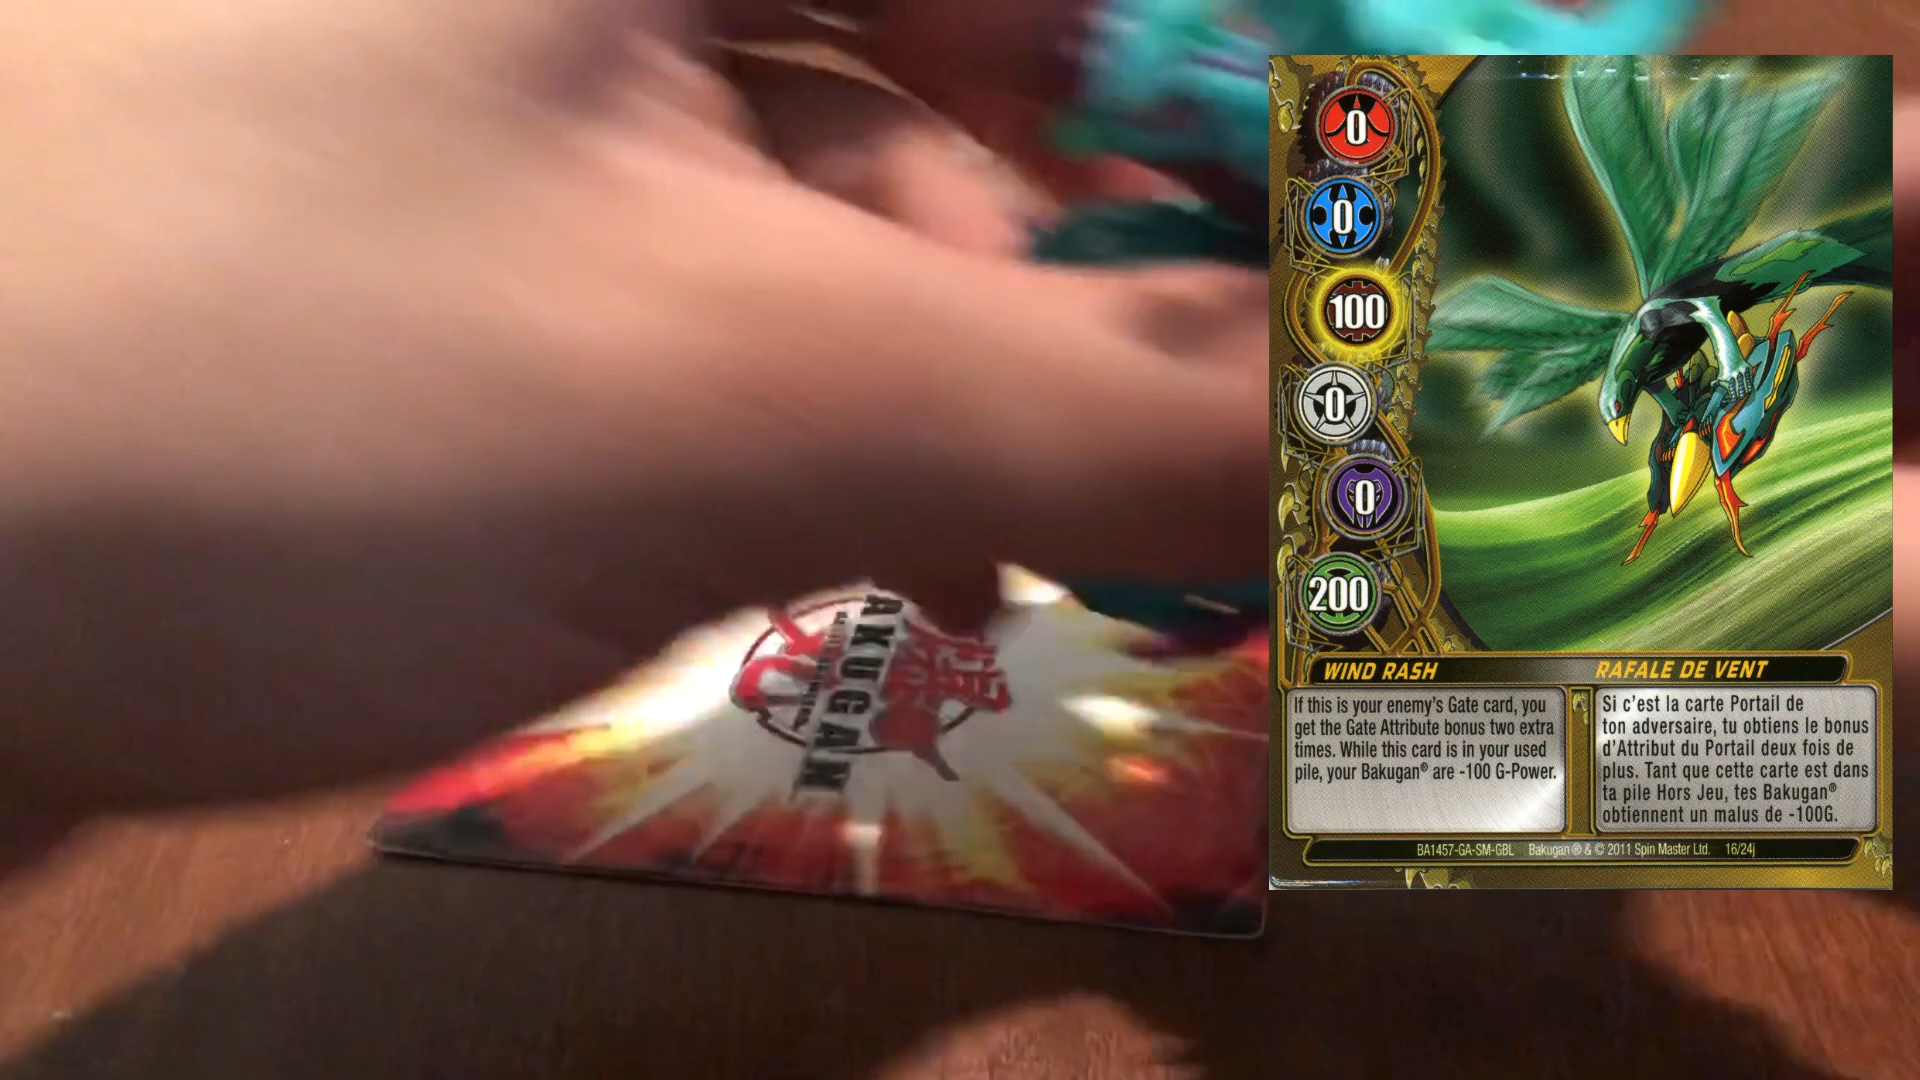 0
0
100
0
0
200
WIND RASH
RAFALE DE VENT
If this is your enemy's Gate card, you
get the Gate Attribute bonus two extra
times. While this card is in your used
pile, your Bakugan® are -100 G-Power.
Si c'est la carte Portail de
ton adversaire, tu obtiens le bonus
d'Attribut du Portail deux fois de
plus. Tant que cette carte est dans
ta pile Hors Jeu, tes Bakugan®
obtiennent un malus de -100G.
BA1457-GA-SM-GBL Bakugan® & © 2011 Spin Master Ltd. 16/24j
AKUGAN